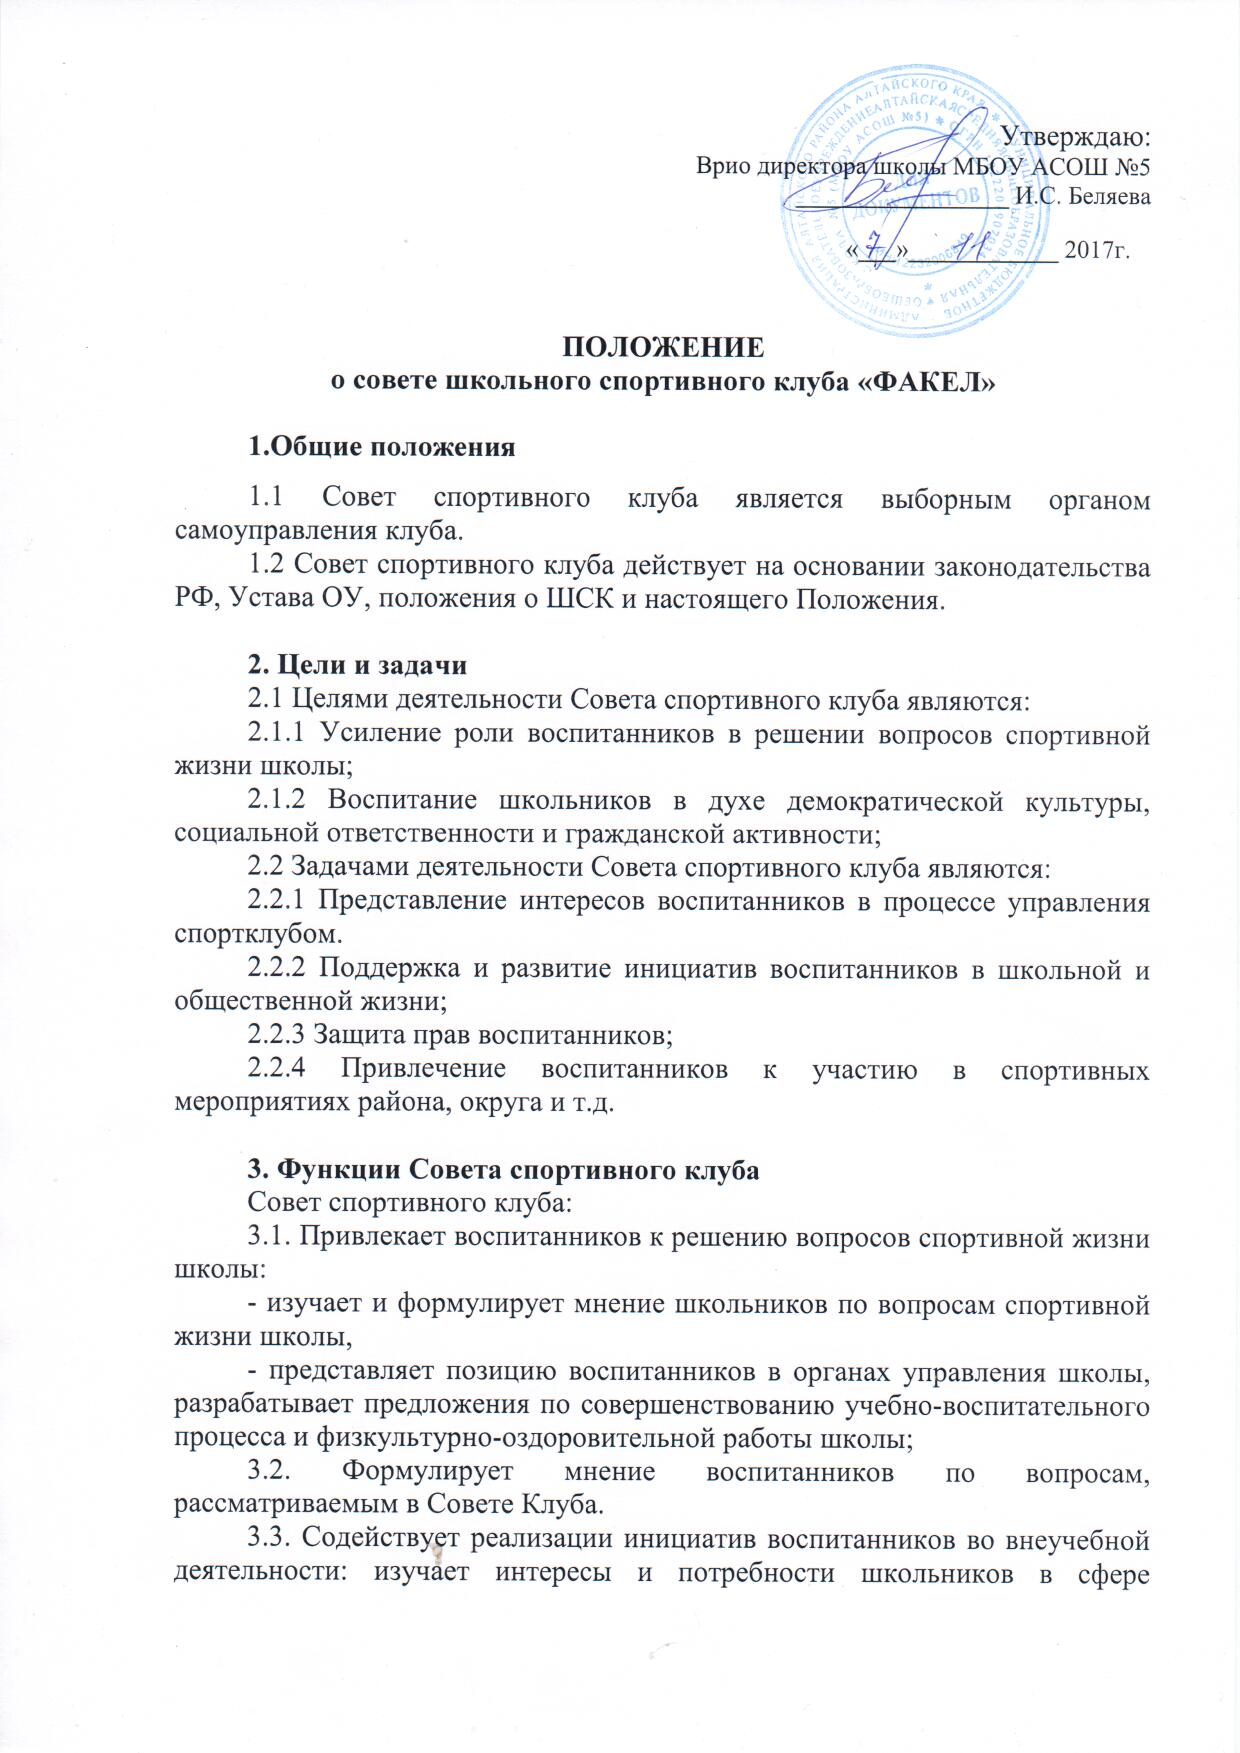 Утверждаю:
Врио директора школы МБОУ АСОШ №5
И.С. Беляева
ДОКУМЕНТОВ
«7» 11 2017г.
ПОЛОЖЕНИЕ
о совете школьного спортивного клуба «ФАКЕЛ»
1.Общие положения
1.1 Совет спортивного клуба является выборным органом
самоуправления клуба.
1.2 Совет спортивного клуба действует на основании законодательства
РФ, Устава ОУ, положения о ШСК и настоящего Положения.
2. Цели и задачи
2.1 Целями деятельности Совета спортивного клуба являются:
2.1.1 Усиление роли воспитанников в решении вопросов спортивной
жизни школы;
2.1.2 Воспитание школьников в духе демократической культуры,
социальной ответственности и гражданской активности;
2.2 Задачами деятельности Совета спортивного клуба являются:
2.2.1 Представление интересов воспитанников в процессе управления
спортклубом.
2.2.2 Поддержка и развитие инициатив воспитанников в школьной и
общественной жизни;
2.2.3 Защита прав воспитанников;
2.2.4 Привлечение воспитанников к участию в спортивных
мероприятиях района, округа и т.д.
3. Функции Совета спортивного клуба
Совет спортивного клуба:
3.1. Привлекает воспитанников к решению вопросов спортивной жизни
школы:
- изучает и формулирует мнение школьников по вопросам спортивной
жизни школы,
- представляет позицию воспитанников в органах управления школы,
разрабатывает предложения по совершенствованию учебно-воспитательного
процесса и физкультурно-оздоровительной работы школы;
3.2. Формулирует мнение воспитанников по вопросам,
рассматриваемым в Совете Клуба.
3.3. Содействует реализации инициатив воспитанников во внеучебной
деятельности: изучает интересы и потребности школьников в сфере